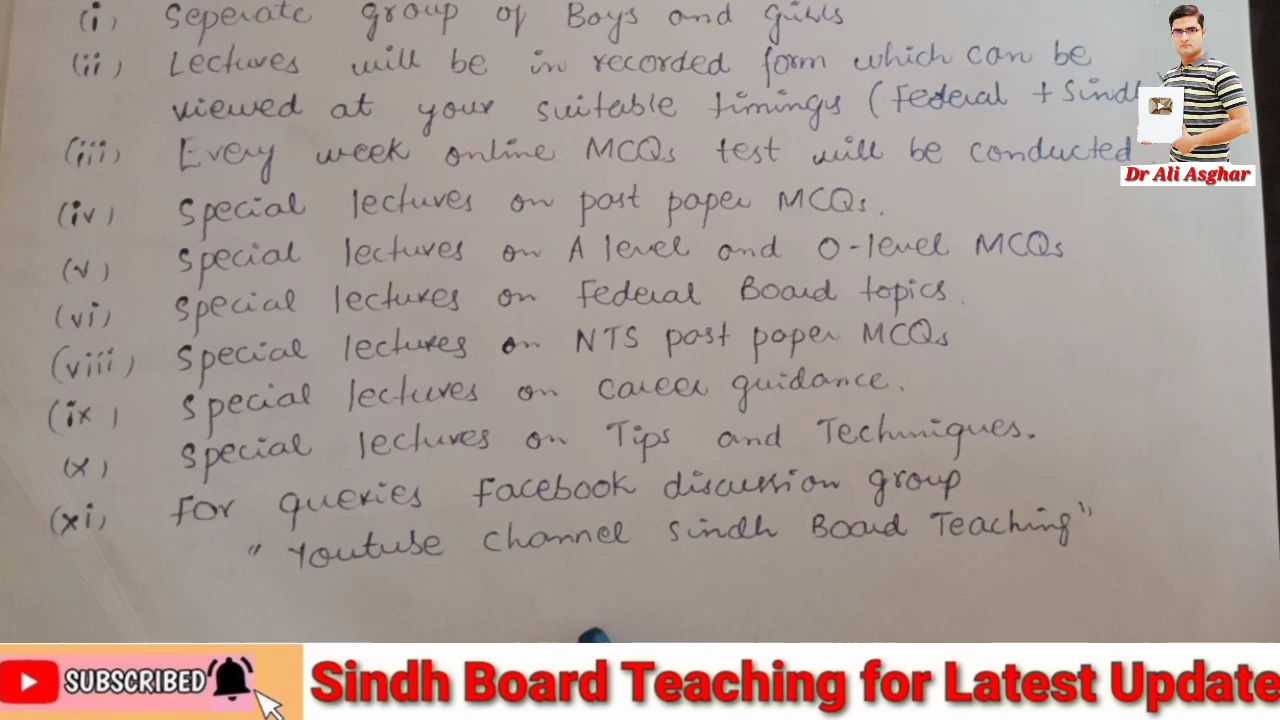 (i) Seperate group of Boys and girls
(ii) Lectures will be in recorded form which can be
viewed at your suitable timings (Federal + Sindh
(iii) Every week online MCQs test will be conducted.
(iv) Special lectures on past paper MCQs.
(v) Special lectures on A level and O-level MCQs
(vi) Special lectures on Federal Board topics.
(viii) Special lectures on NTS past paper MCQs
(ix) Special lectures on career guidance.
(x) Special lectures on Tips and Techniques.
(xi) For queries Facebook discussion group
"Youtube channel Sindh Board Teaching"
Dr Ali Asghar
SUBSCRIBED
Sindh Board Teaching for Latest Update